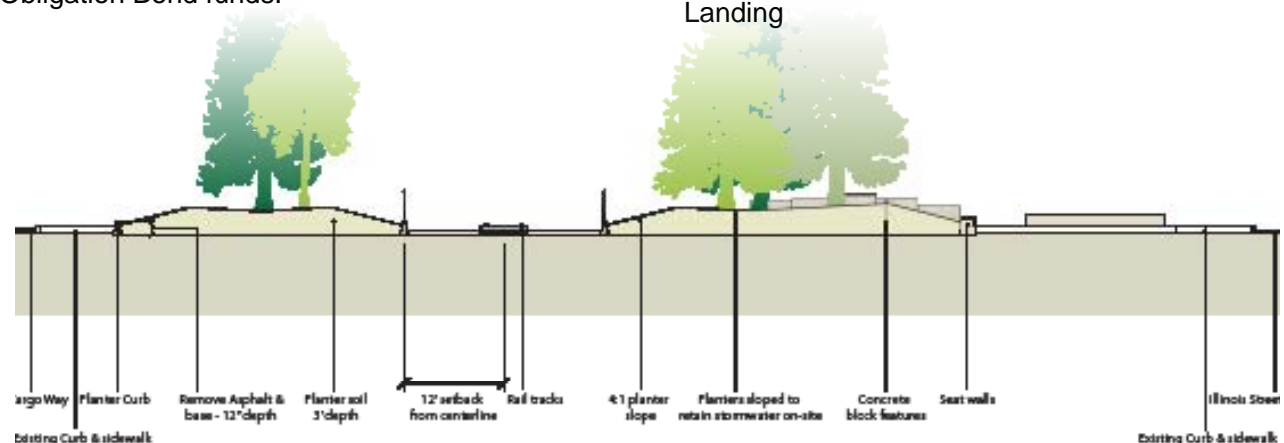 Obligation Bond funds.
Landing
argo Way
Planter Curb
Remove Asphalt &
base - 12" depth
Planter soil
3' depth
12' setback
from centerline
Rail tracks
4:1 planter
slope
Planters sloped to
retain stormwater on-site
Concrete
block features
Seat walls
Illinois Street
Existing Curb & sidewalk
Existing Curb & sidewalk